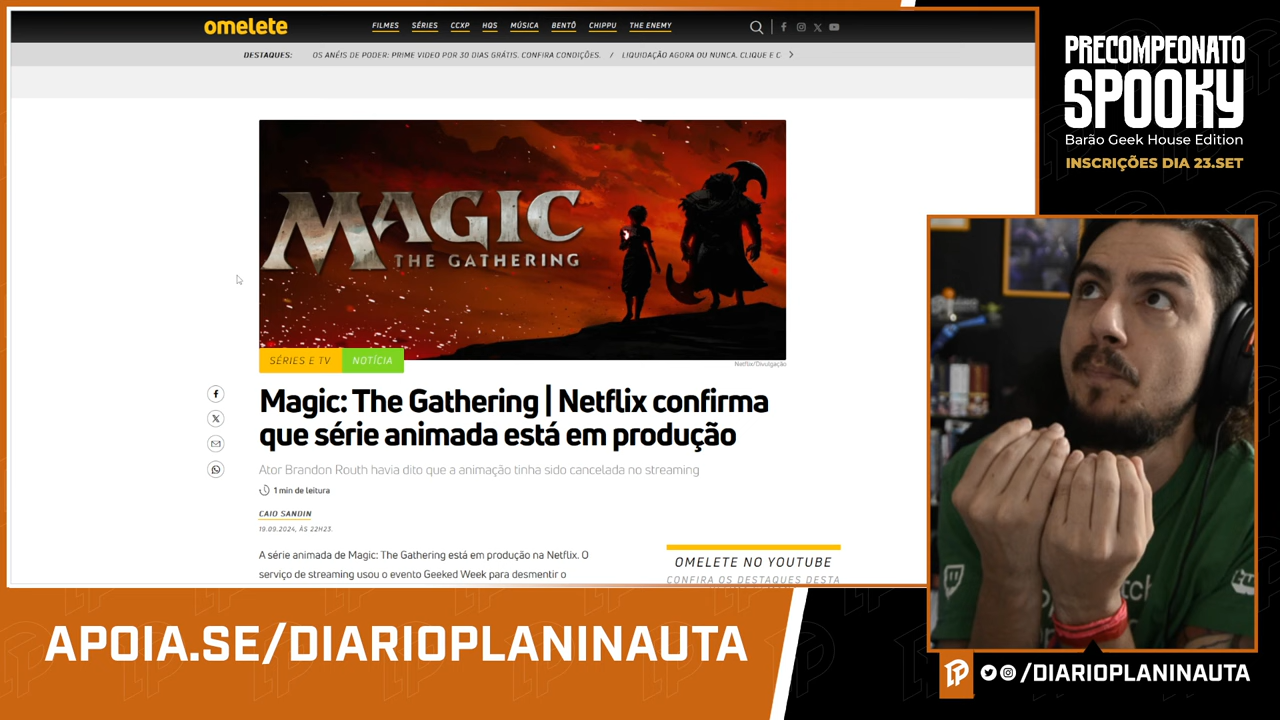 omelete
FILMES SÉRIES CCXP HQS MÚSICA BENTÔ CHIPPU THE ENEMY
DESTAQUES: OS ANÉIS DE PODER: PRIME VIDEO POR 30 DIAS GRÁTIS. CONFIRA CONDIÇÕES. / LIQUIDAÇÃO AGORA OU NUNCA. CLIQUE E C
MAGIC
THE GATHERING
SÉRIES E TV NOTÍCIA
Netflix/Divulgação
Magic: The Gathering | Netflix confirma
que série animada está em produção
Ator Brandon Routh havia dito que a animação tinha sido cancelada no streaming
1 min de leitura
CAIO SANDIN
19.09.2024, ÀS 22H23
A série animada de Magic: The Gathering está em produção na Netflix. O
serviço de streaming usou o evento Geeked Week para desmentir o
OMELETE NO YOUTUBE
CONFIRA OS DESTAQUES DESTA
PRECOMPEONATO
SPOOKY
Barão Geek House Edition
INSCRIÇÕES DIA 23.SET
APOIA.SE/DIARIOPLANINAUTA
/DIARIOPLANINAUTA